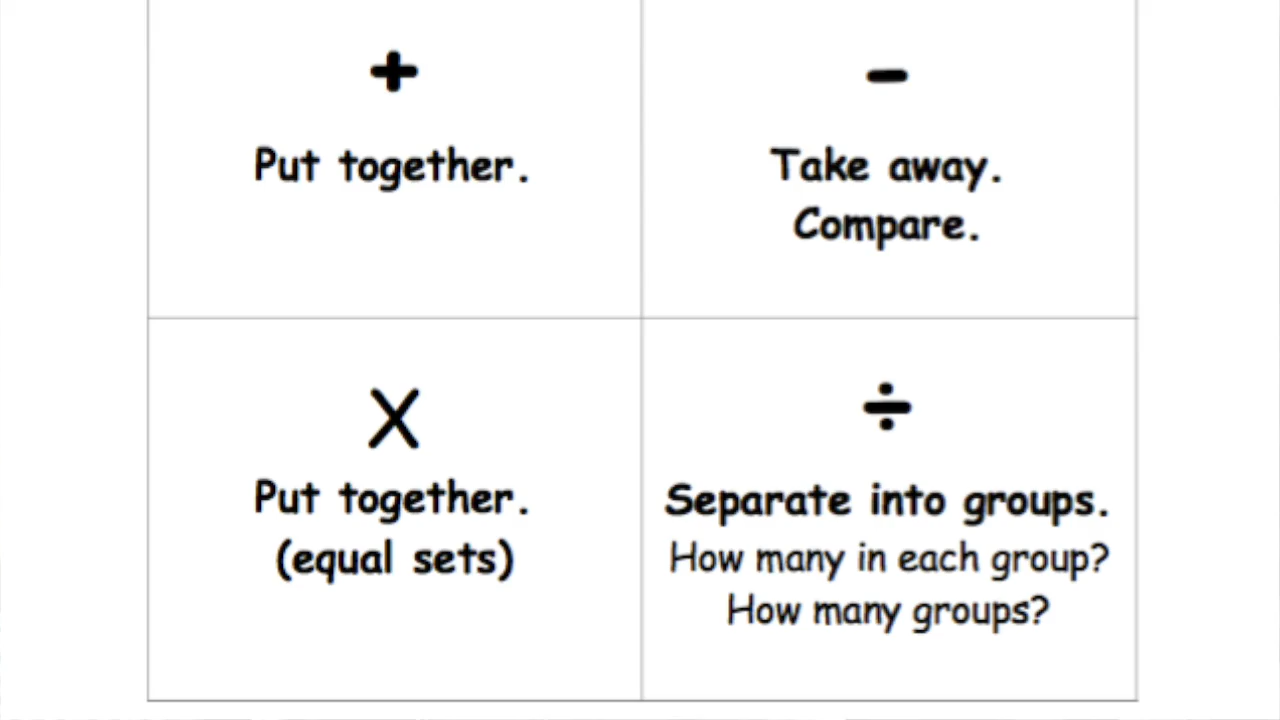 +
-
Put together.
Take away.
Compare.
X
÷
Put together.
(equal sets)
Separate into groups.
How many in each group?
How many groups?